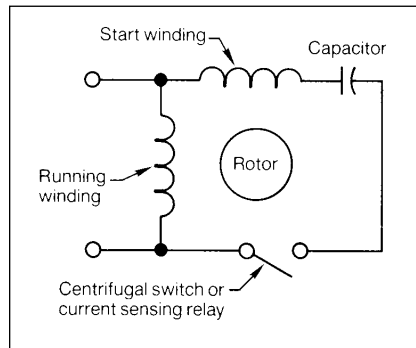 Start winding
Capacitor
Rotor
Running
winding
Centrifugal switch or
current sensing relay